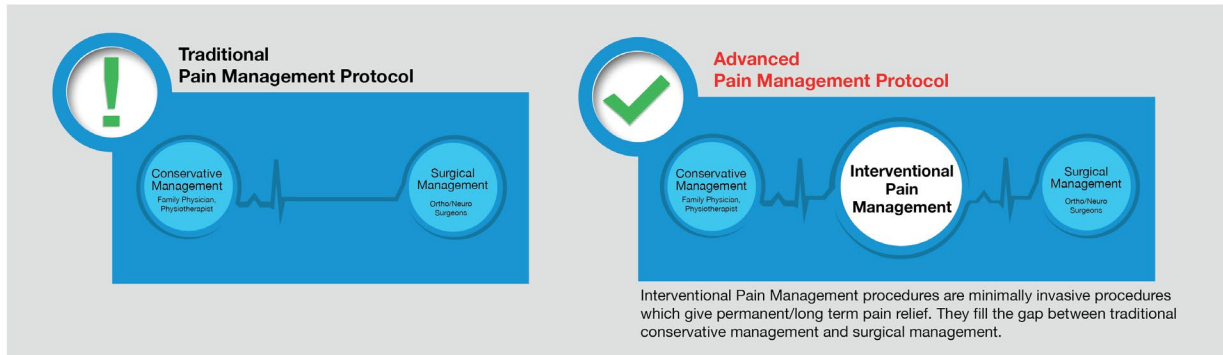 Traditional
Pain Management Protocol
Conservative
Management
Family Physician,
Physiotherapist
Surgical
Management
Ortho/Neuro
Surgeons
Advanced
Pain Management Protocol
Conservative
Management
Family Physician,
Physiotherapist
Interventional
Pain
Management
Surgical
Management
Ortho/Neuro
Surgeons
Interventional Pain Management procedures are minimally invasive procedures
which give permanent/long term pain relief. They fill the gap between traditional
conservative management and surgical management.